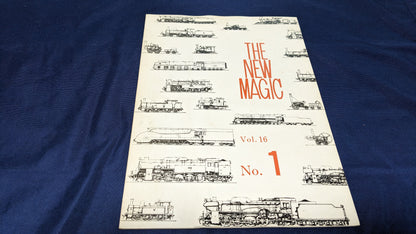 THE
NEW
MAGIC
Vol. 16
No. 1